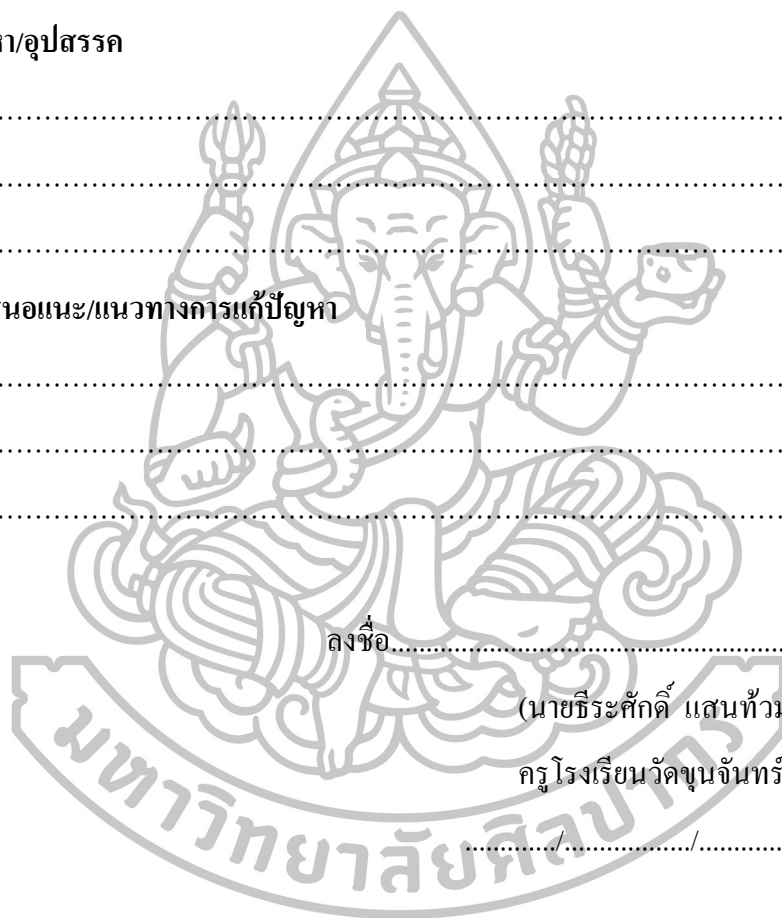 หา/อุปสรรค
................................................................................
................................................................................
................................................................................
สนอแนะ/แนวทางการแก้ปัญหา
................................................................................
................................................................................
................................................................................
ลงชื่อ................................................................
(นายธีระศักดิ์ แสนท้วม
ครูโรงเรียนวัดขุนจันทร์
............../................../............
มหาวิทยาลัยศิลปากร